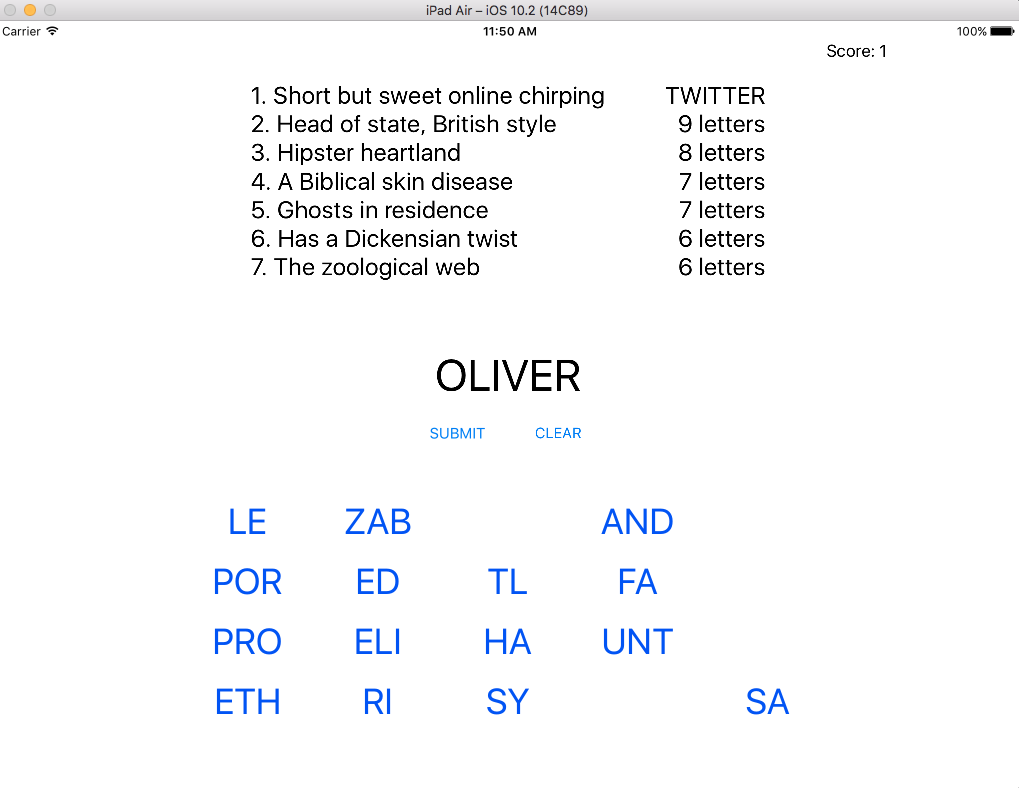 iPad Air – iOS 10.2 (14C89)
Carrier 11:50 AM 100%
Score: 1
1. Short but sweet online chirping TWITTER
2. Head of state, British style 9 letters
3. Hipster heartland 8 letters
4. A Biblical skin disease 7 letters
5. Ghosts in residence 7 letters
6. Has a Dickensian twist 6 letters
7. The zoological web 6 letters
OLIVER
SUBMIT CLEAR
LE ZAB AND
POR ED TL FA
PRO ELI HA UNT
ETH RI SY SA